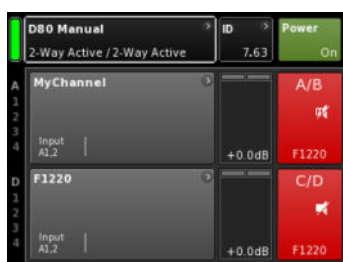 D80 Manual
ID
Power
2-Way Active / 2-Way Active
7.63
On
A
1
2
3
4
MyChannel
Input
A1,2
+0.0dB
A/B
F1220
D
1
2
3
4
F1220
Input
A1,2
+0.0dB
C/D
F1220